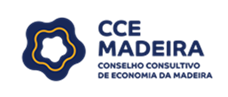 CCE
MADEIRA
CONSELHO CONSULTIVO
DE ECONOMIA DA MADEIRA